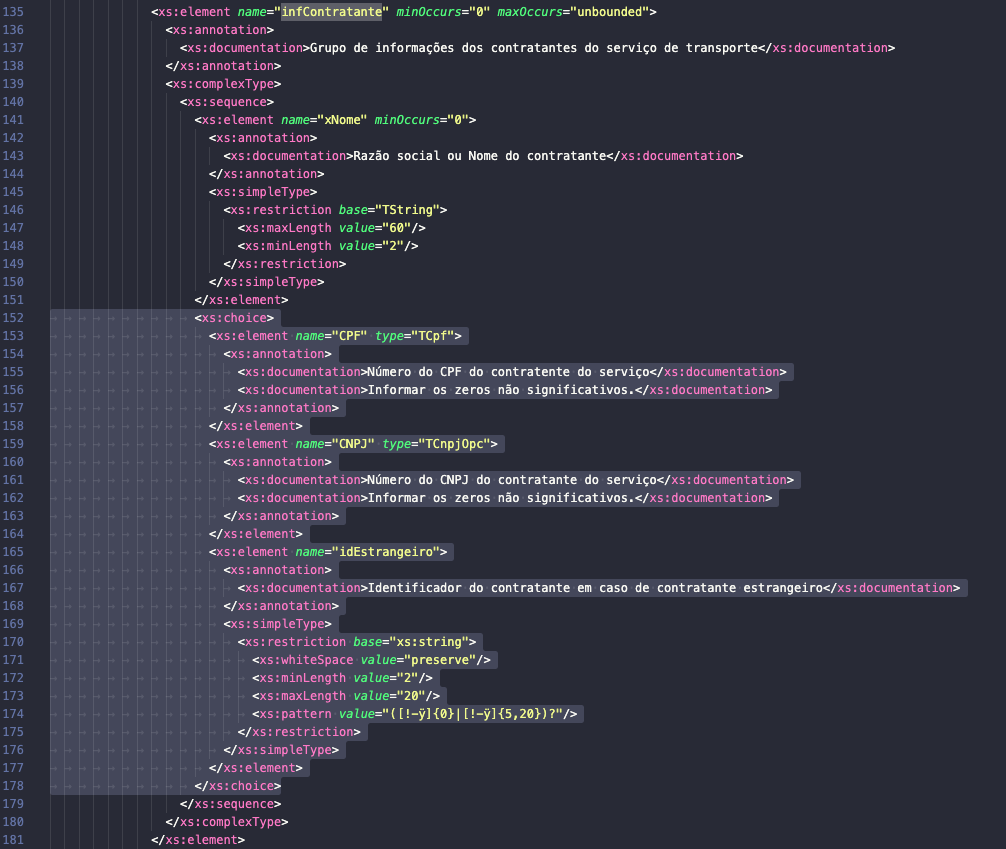 135 <xs:element name="infContratante" minOccurs="0" maxOccurs="unbounded">
136 <xs:annotation>
137 <xs:documentation>Grupo de informações dos contratantes do serviço de transporte</xs:documentation>
138 </xs:annotation>
139 <xs:complexType>
140 <xs:sequence>
141 <xs:element name="xNome" minOccurs="0">
142 <xs:annotation>
143 <xs:documentation>Razão social ou Nome do contratante</xs:documentation>
144 </xs:annotation>
145 <xs:simpleType>
146 <xs:restriction base="TString">
147 <xs:maxLength value="60"/>
148 <xs:minLength value="2"/>
149 </xs:restriction>
150 </xs:simpleType>
151 </xs:element>
152 <xs:choice>
153 <xs:element name="CPF" type="TCpf">
154 <xs:annotation>
155 <xs:documentation>Número do CPF do contratente do serviço</xs:documentation>
156 <xs:documentation>Informar os zeros não significativos.</xs:documentation>
157 </xs:annotation>
158 </xs:element>
159 <xs:element name="CNPJ" type="TCnpjOpc">
160 <xs:annotation>
161 <xs:documentation>Número do CNPJ do contratante do serviço</xs:documentation>
162 <xs:documentation>Informar os zeros não significativos.</xs:documentation>
163 </xs:annotation>
164 </xs:element>
165 <xs:element name="idEstrangeiro">
166 <xs:annotation>
167 <xs:documentation>Identificador do contratante em caso de contratante estrangeiro</xs:documentation>
168 </xs:annotation>
169 <xs:simpleType>
170 <xs:restriction base="xs:string">
171 <xs:whiteSpace value="preserve"/>
172 <xs:minLength value="2"/>
173 <xs:maxLength value="20"/>
174 <xs:pattern value="([!-ÿ]{0}|[!-ÿ]{5,20})?"/>
175 </xs:restriction>
176 </xs:simpleType>
177 </xs:element>
178 </xs:choice>
179 </xs:sequence>
180 </xs:complexType>
181 </xs:element>